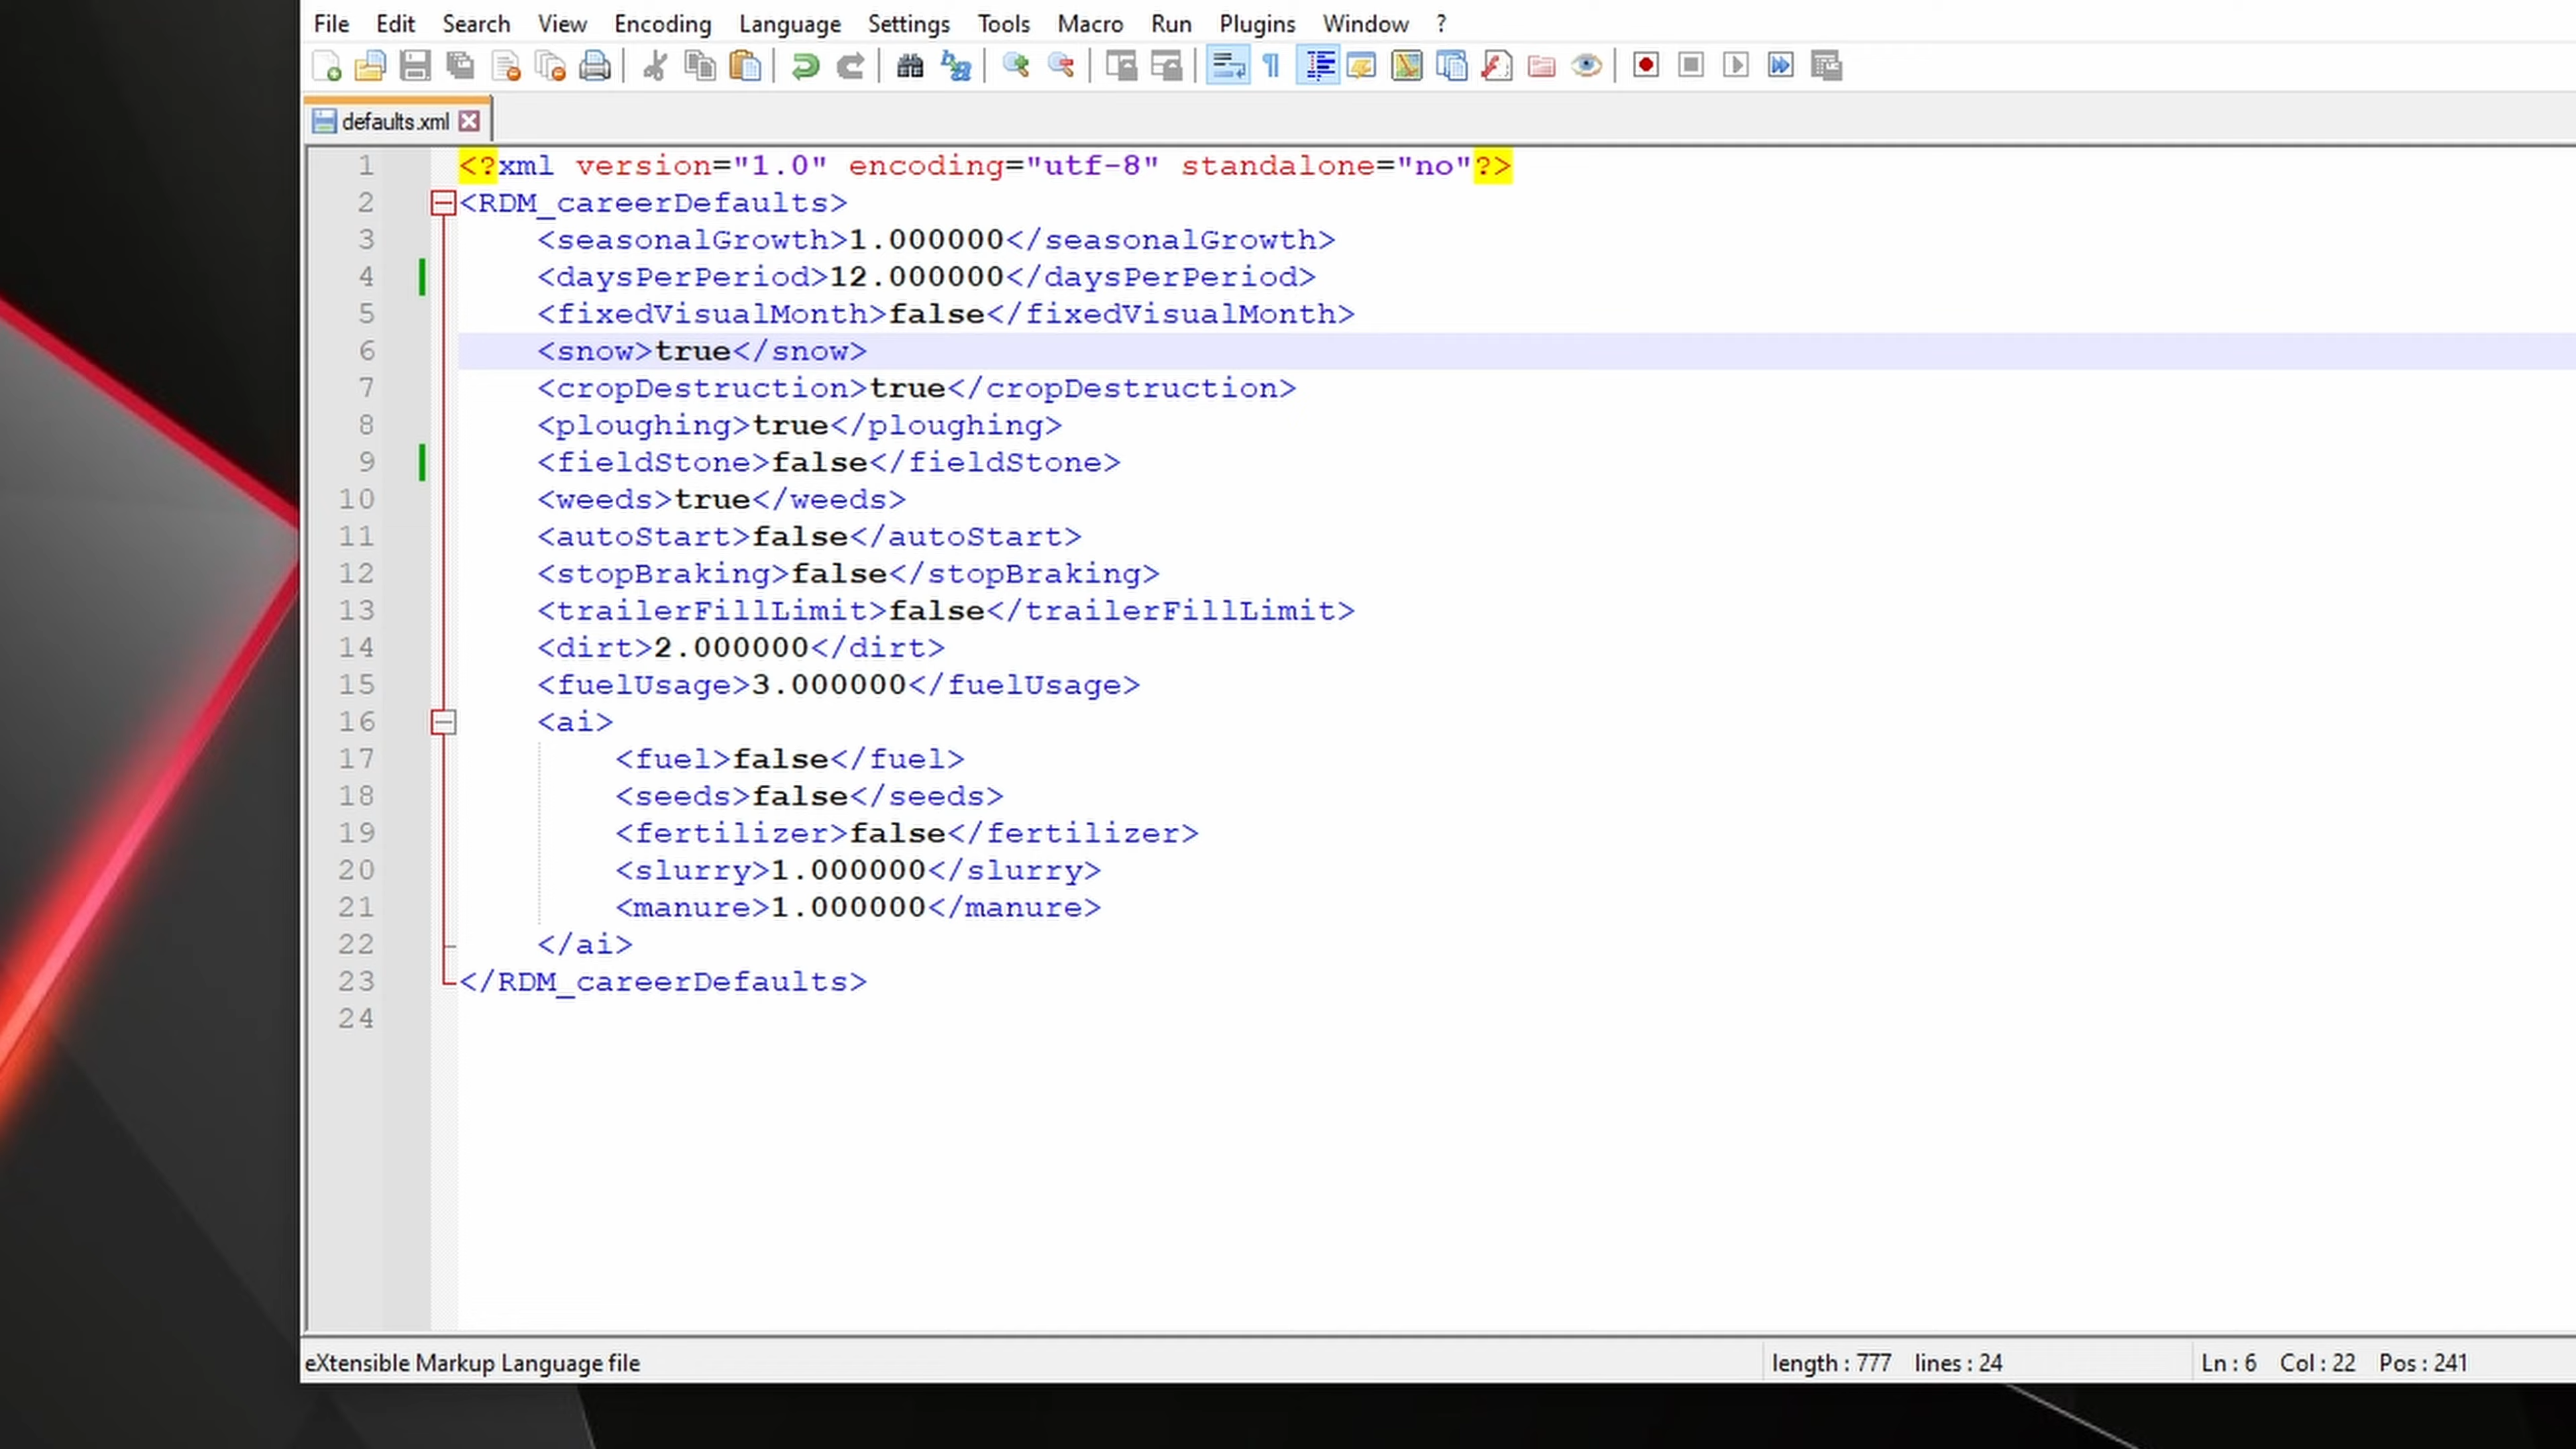 File Edit Search View Encoding Language Settings Tools Macro Run Plugins Window ?
defaults.xml
1 <?xml version="1.0" encoding="utf-8" standalone="no"?>
2 <RDM_careerDefaults>
3 <seasonalGrowth>1.000000</seasonalGrowth>
4 <daysPerPeriod>12.000000</daysPerPeriod>
5 <fixedVisualMonth>false</fixedVisualMonth>
6 <snow>true</snow>
7 <cropDestruction>true</cropDestruction>
8 <ploughing>true</ploughing>
9 <fieldStone>false</fieldStone>
10 <weeds>true</weeds>
11 <autoStart>false</autoStart>
12 <stopBraking>false</stopBraking>
13 <trailerFillLimit>false</trailerFillLimit>
14 <dirt>2.000000</dirt>
15 <fuelUsage>3.000000</fuelUsage>
16 <ai>
17 <fuel>false</fuel>
18 <seeds>false</seeds>
19 <fertilizer>false</fertilizer>
20 <slurry>1.000000</slurry>
21 <manure>1.000000</manure>
22 </ai>
23 </RDM_careerDefaults>
24
eXtensible Markup Language file length : 777 lines : 24 Ln : 6 Col : 22 Pos : 241